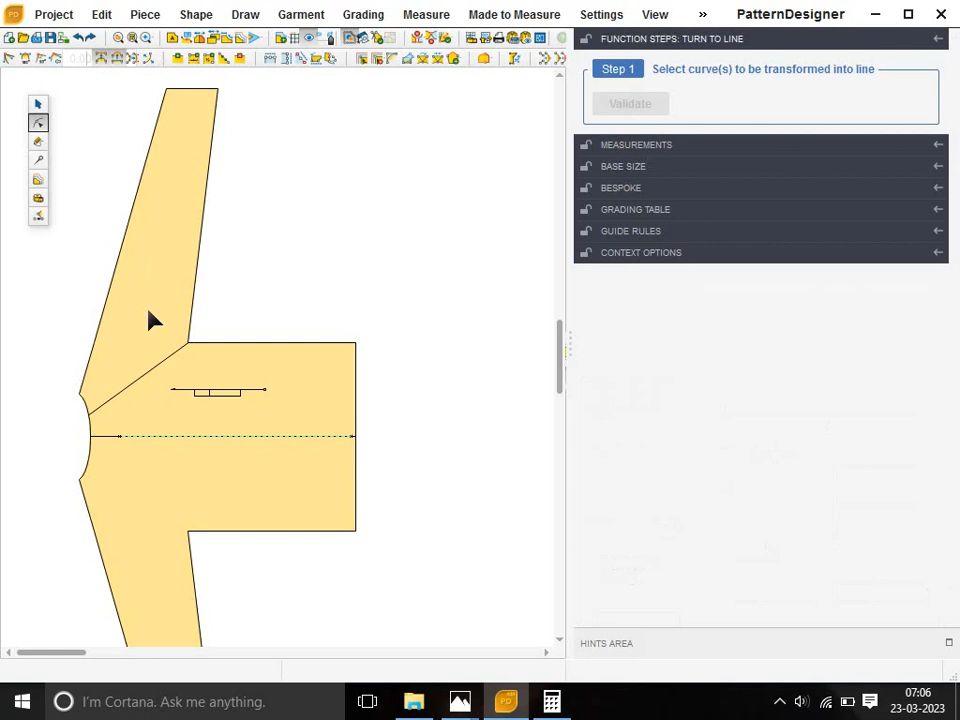 PD Project Edit Piece Shape Draw Garment Grading Measure Made to Measure Settings View » PatternDesigner
FUNCTION STEPS: TURN TO LINE
Step 1 Select curve(s) to be transformed into line
Validate
MEASUREMENTS
BASE SIZE
BESPOKE
GRADING TABLE
GUIDE RULES
CONTEXT OPTIONS
HINTS AREA
I'm Cortana. Ask me anything.
PD
07:06
23-03-2023